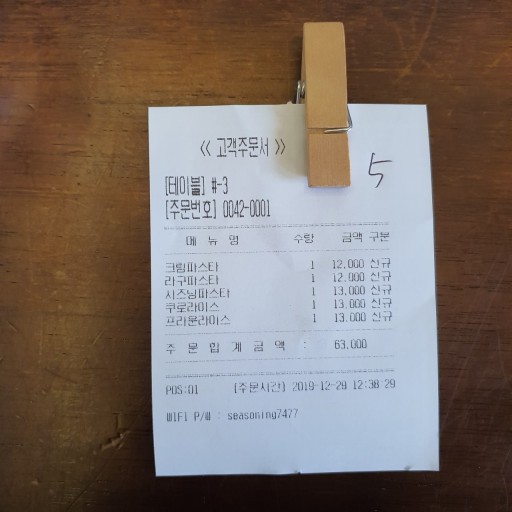 《 고객주문서 》
5
[테이블] #-3
[주문번호] 0042-0001
메 뉴 명 수량 금액 구분
크림파스타 1 12,000 신규
라구파스타 1 12,000 신규
시즈닝파스타 1 13,000 신규
쿠로라이스 1 13,000 신규
프라운라이스 1 13,000 신규
주 문 합 계 금 액 : 63,000
POS:01 [주문시간] 2019-12-29 12:38:29
WIFI P/W : seasoning7477